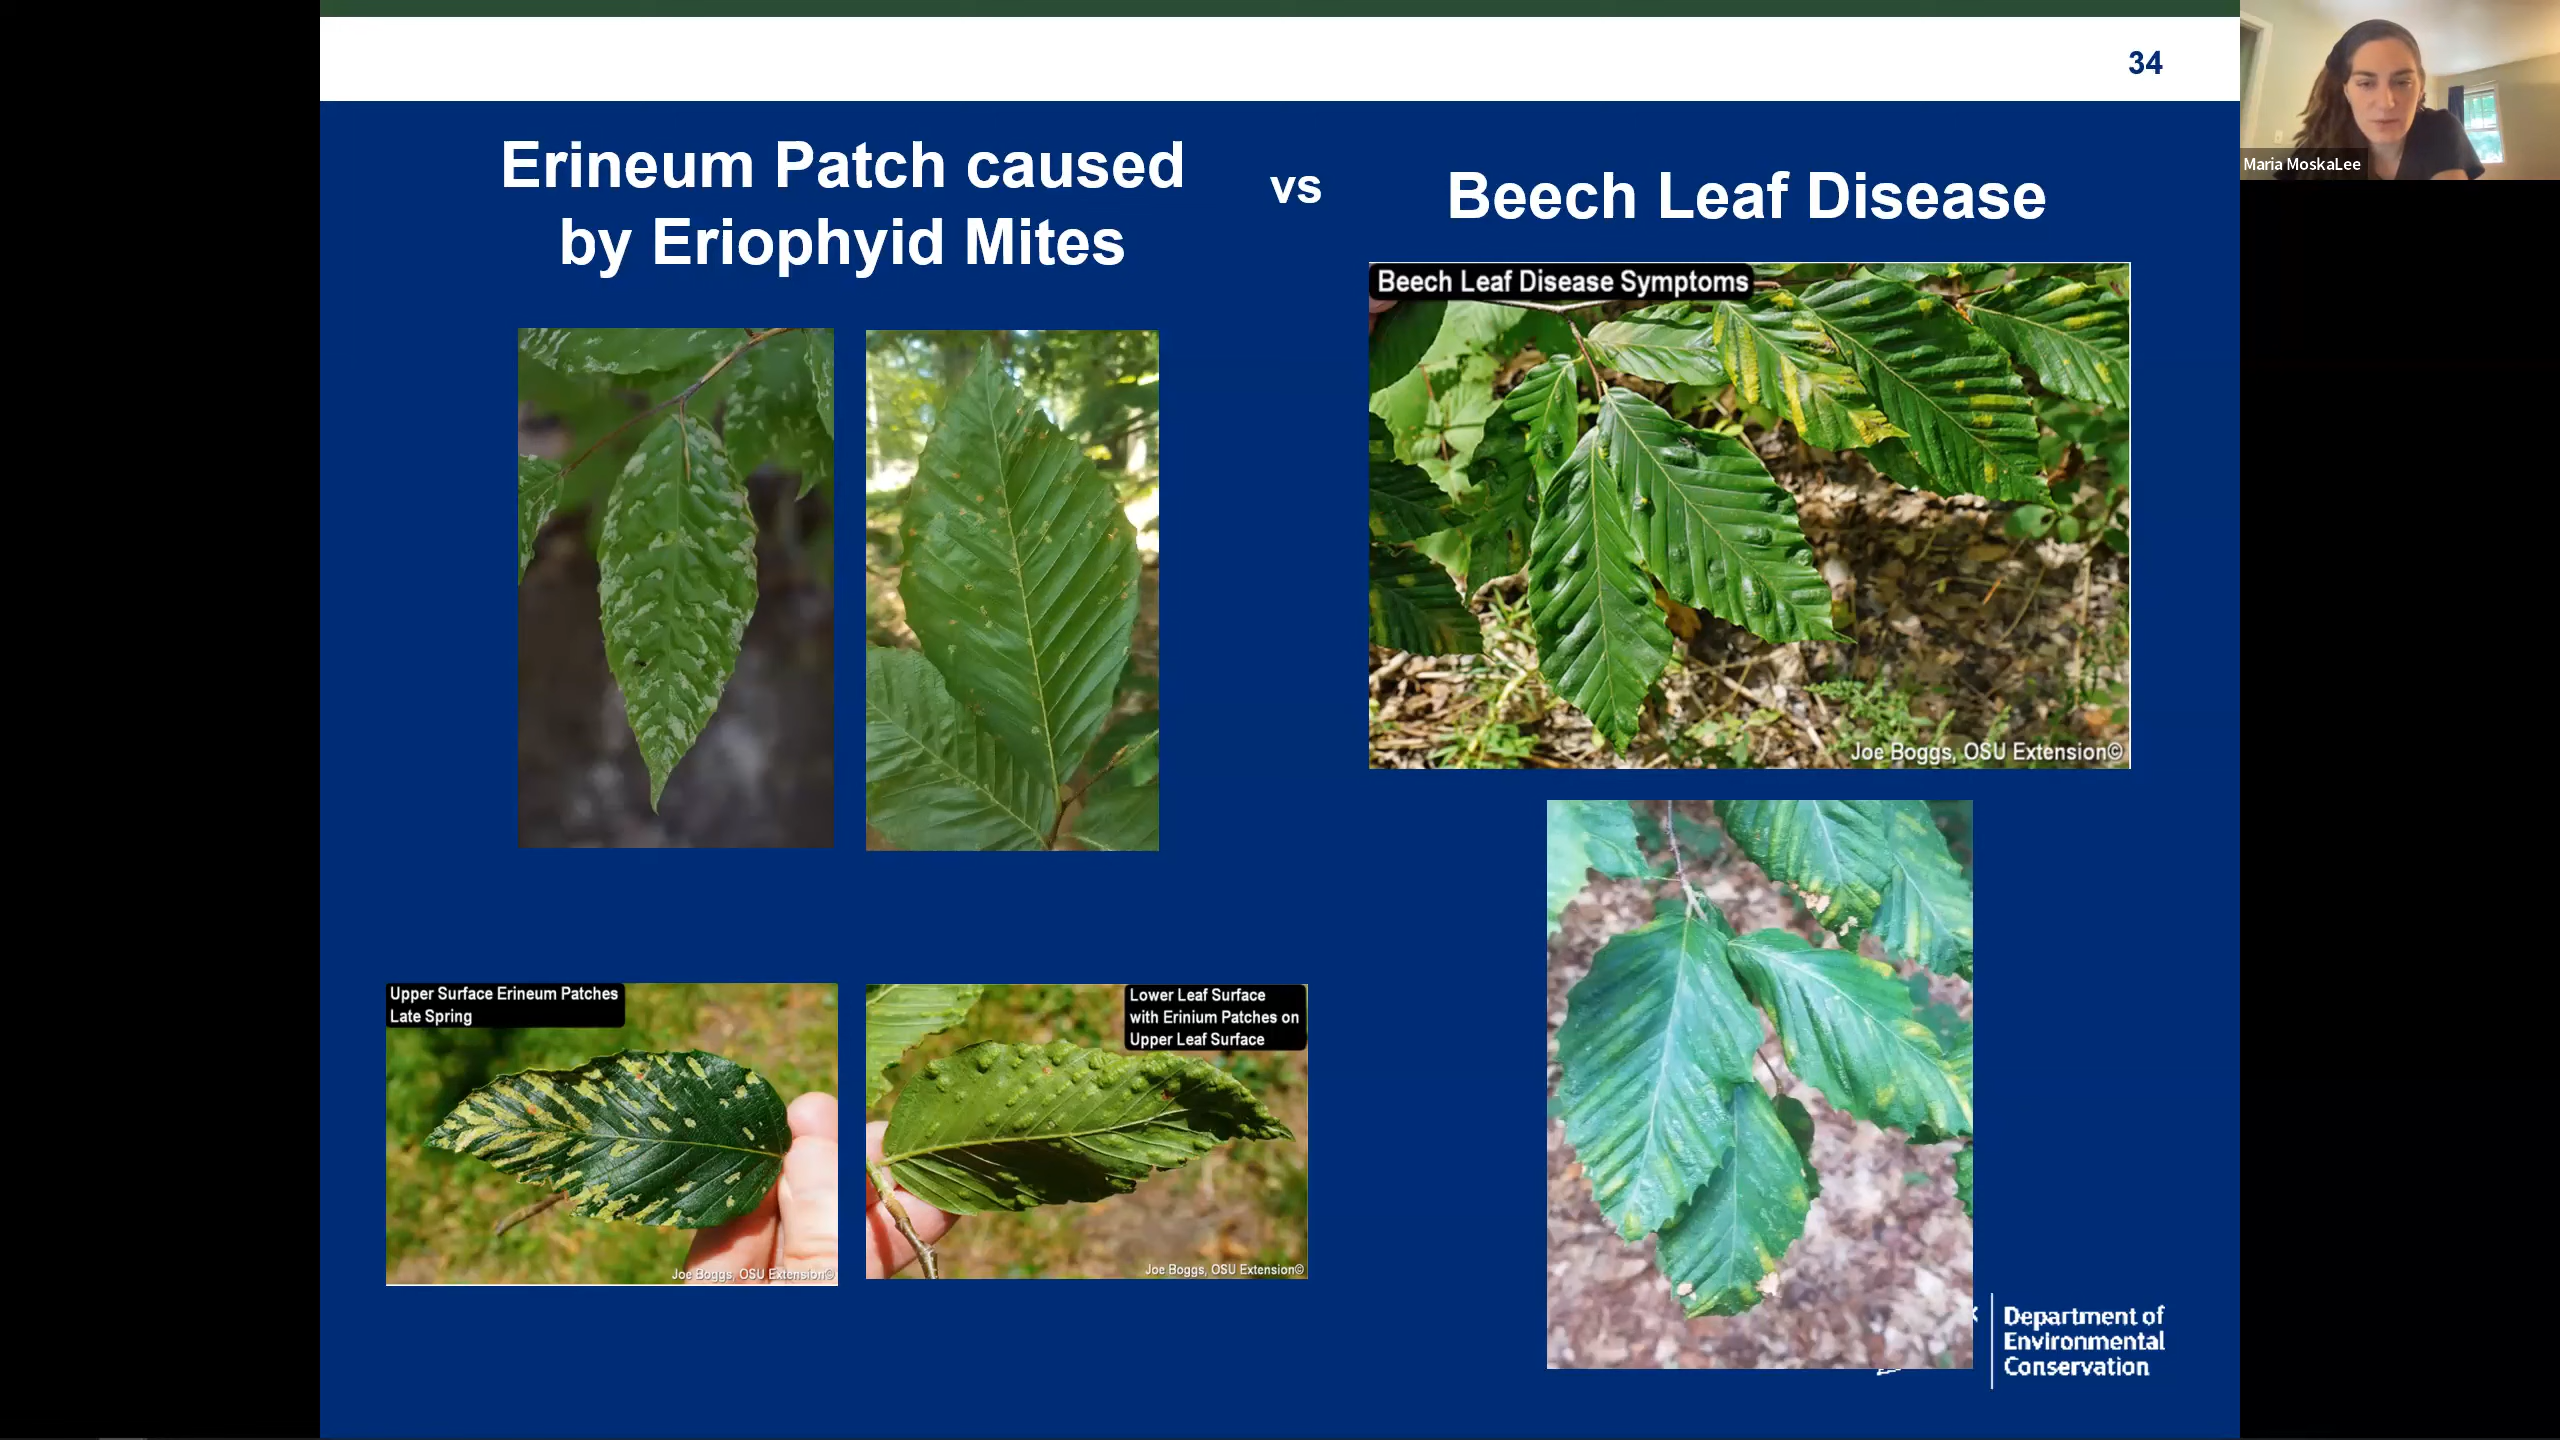 34
Maria MoskaLee
Erineum Patch caused
by Eriophyid Mites
vs
Beech Leaf Disease
Beech Leaf Disease Symptoms
Joe Boggs, OSU Extension©
Upper Surface Erineum Patches
Late Spring
Joe Boggs, OSU Extension©
Lower Leaf Surface
with Erinium Patches on
Upper Leaf Surface
Joe Boggs, OSU Extension©
Department of
Environmental
Conservation